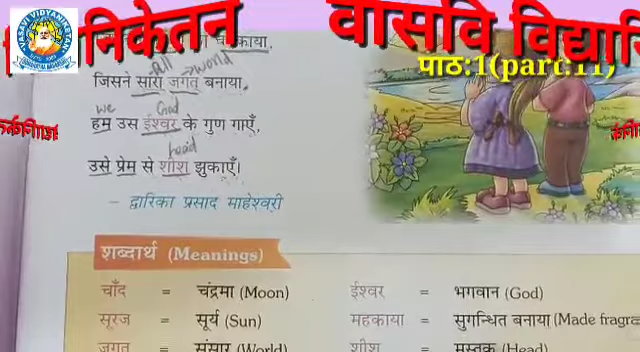 निकेतन
वासवि विद्यानि
VASAVI VIDYANIKETAN
पाठ:1(part:11)
काया.
all world
जिसने सारा जगत् बनाया,
we God
हम उस ईश्वर के गुण गाएँ,
head
उसे प्रेम से शीश झुकाएँ।
– द्वारिका प्रसाद माहेश्वरी
शब्दार्थ (Meanings)
चाँद = चंद्रमा (Moon) ईश्वर = भगवान (God)
सूरज = सूर्य (Sun) महकाया = सुगन्धित बनाया (Made fragra
जगत = संसार (World) शीश = मस्तक (Head)